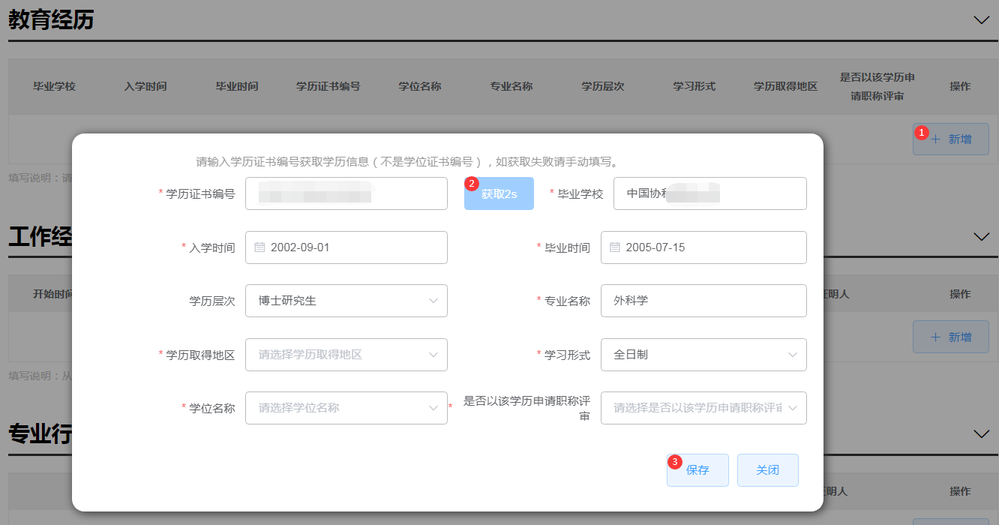 教育经历
毕业学校 入学时间 毕业时间 学历证书编号 学位名称 专业名称 学历层次 学习形式 学历取得地区 是否以该学历申请职称评审 操作
1 + 新增
填写说明：请
请输入学历证书编号获取学历信息（不是学位证书编号），如获取失败请手动填写。
* 学历证书编号 2 获取2s * 毕业学校 中国协和
* 入学时间 2002-09-01 * 毕业时间 2005-07-15
学历层次 博士研究生 * 专业名称 外科学
* 学历取得地区 请选择学历取得地区 * 学习形式 全日制
* 学位名称 请选择学位名称 * 是否以该学历申请职称评审 请选择是否以该学历申请职称评审
3 保存 关闭
工作经
开始时间 证明人 操作
+ 新增
填写说明：从
专业行
证明人 操作